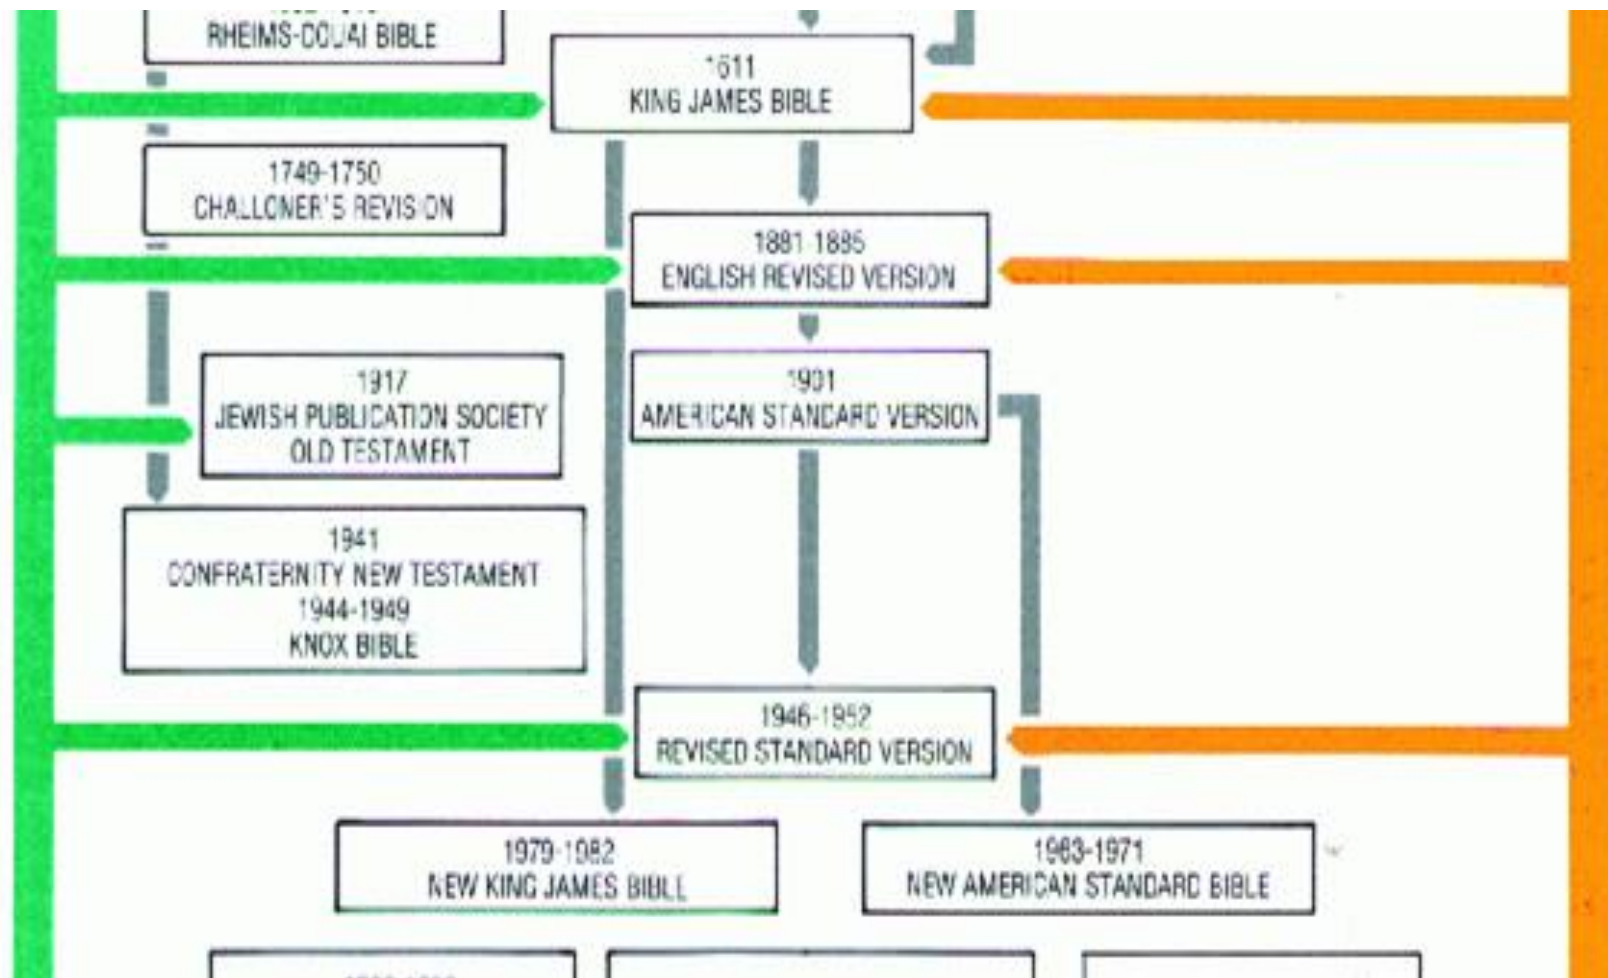 RHEIMS-DOUAI BIBLE
1611
KING JAMES BIBLE
1749-1750
CHALLONER'S REVISION
1881-1885
ENGLISH REVISED VERSION
1917
JEWISH PUBLICATION SOCIETY
OLD TESTAMENT
1901
AMERICAN STANDARD VERSION
1941
CONFRATERNITY NEW TESTAMENT
1944-1949
KNOX BIBLE
1946-1952
REVISED STANDARD VERSION
1979-1982
NEW KING JAMES BIBLE
1963-1971
NEW AMERICAN STANDARD BIBLE